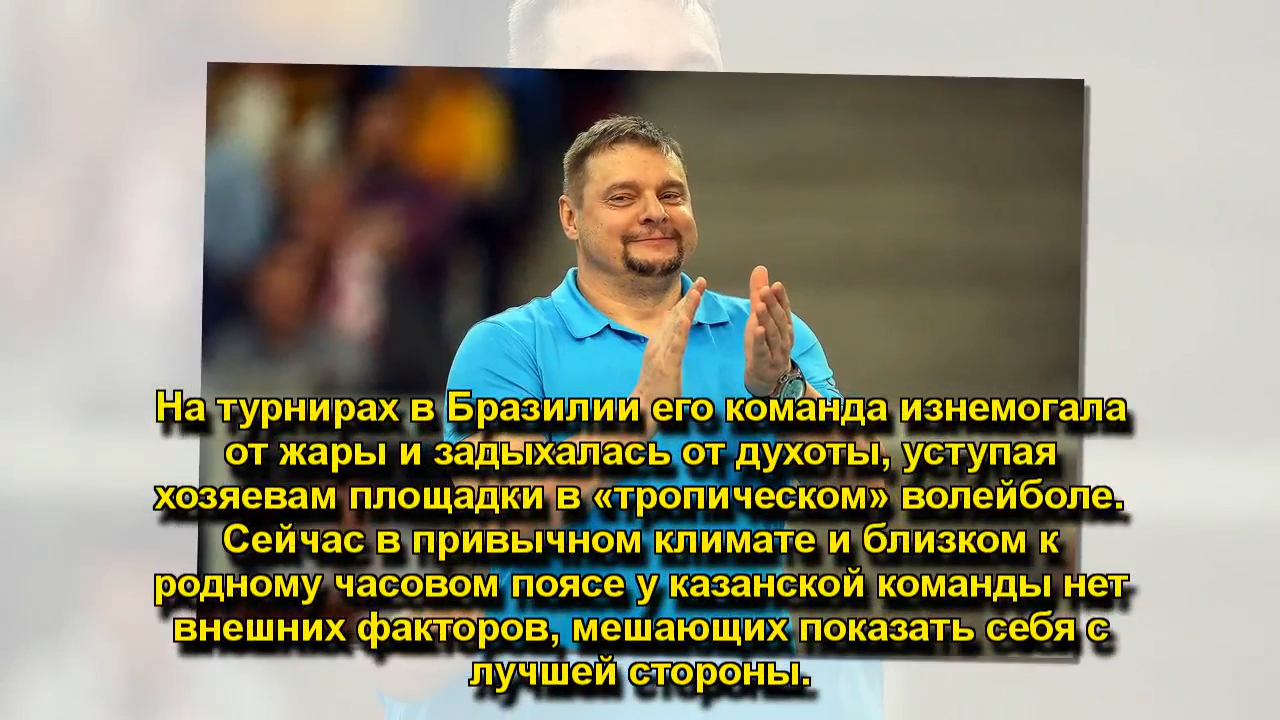 На турнирах в Бразилии его команда изнемогала
от жары и задыхалась от духоты, уступая
хозяевам площадки в «тропическом» волейболе.
Сейчас в привычном климате и близком к
родному часовом поясе у казанской команды нет
внешних факторов, мешающих показать себя с
лучшей стороны.